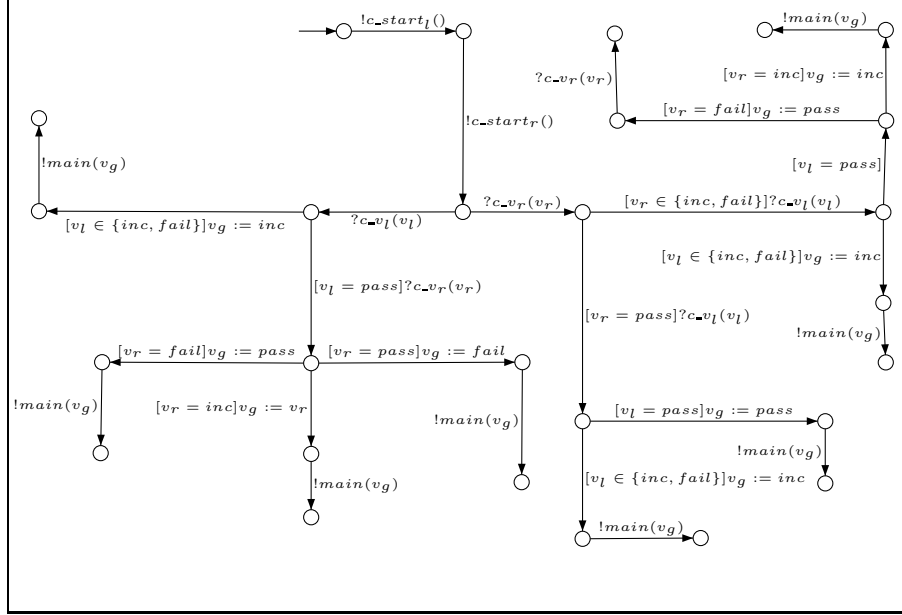 !c_start_l()
!main(v_g)
?c_v_r(v_r)
[v_r = inc]v_g := inc
[v_r = fail]v_g := pass
!c_start_r()
!main(v_g)
[v_l = pass]
?c_v_r(v_r)
[v_r ∈ {inc, fail}]?c_v_l(v_l)
[v_l ∈ {inc, fail}]v_g := inc
?c_v_l(v_l)
[v_l ∈ {inc, fail}]v_g := inc
[v_l = pass]?c_v_r(v_r)
[v_r = pass]?c_v_l(v_l)
!main(v_g)
[v_r = fail]v_g := pass
[v_r = pass]v_g := fail
!main(v_g)
[v_r = inc]v_g := v_r
!main(v_g)
[v_l = pass]v_g := pass
!main(v_g)
!main(v_g)
[v_l ∈ {inc, fail}]v_g := inc
!main(v_g)